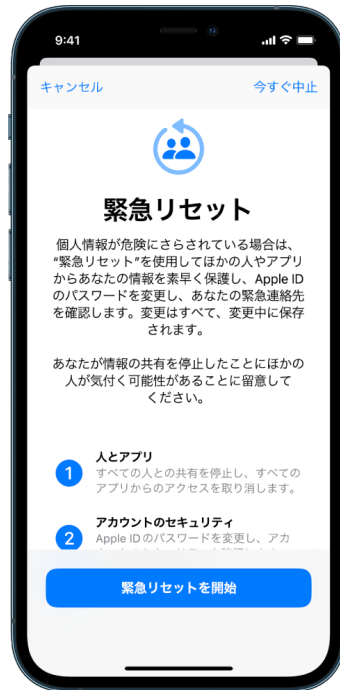 9:41
キャンセル
今すぐ中止
緊急リセット
個人情報が危険にさらされている場合は、
“緊急リセット”を使用してほかの人やアプリ
からあなたの情報を素早く保護し、Apple ID
のパスワードを変更し、あなたの緊急連絡先
を確認します。変更はすべて、変更中に保存
されます。
あなたが情報の共有を停止したことにほかの
人が気付く可能性があることに留意して
ください。
1
人とアプリ
すべての人との共有を停止し、すべての
アプリからのアクセスを取り消します。
2
アカウントのセキュリティ
Apple IDのパスワードを変更し、アカ
緊急リセットを開始